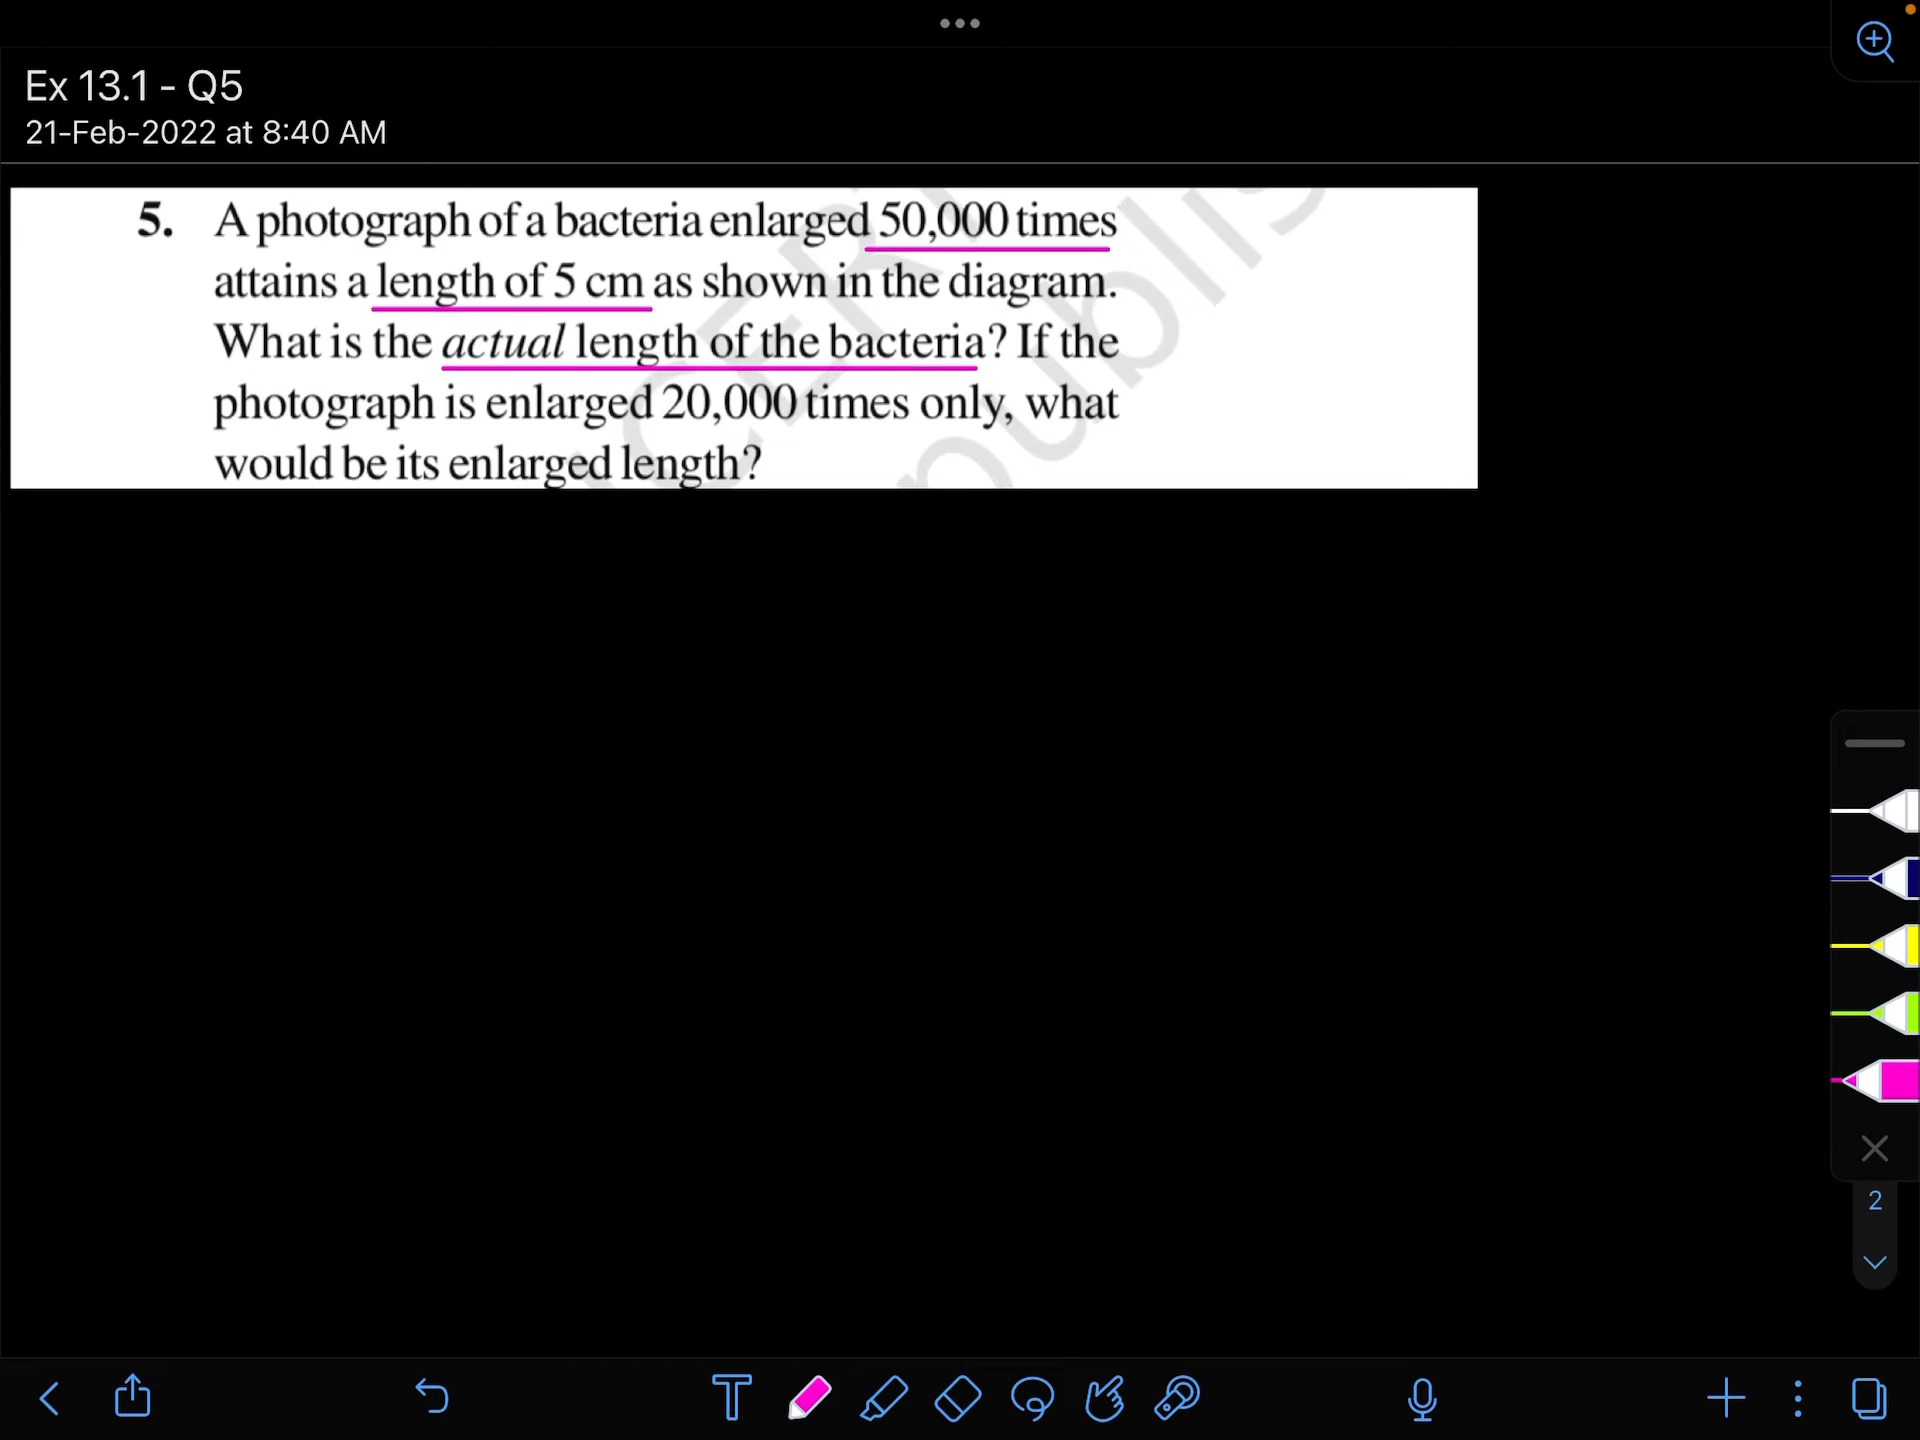 Ex 13.1 - Q5
21-Feb-2022 at 8:40 AM
5. A photograph of a bacteria enlarged 50,000 times
attains a length of 5 cm as shown in the diagram.
What is the actual length of the bacteria? If the
photograph is enlarged 20,000 times only, what
would be its enlarged length?
2